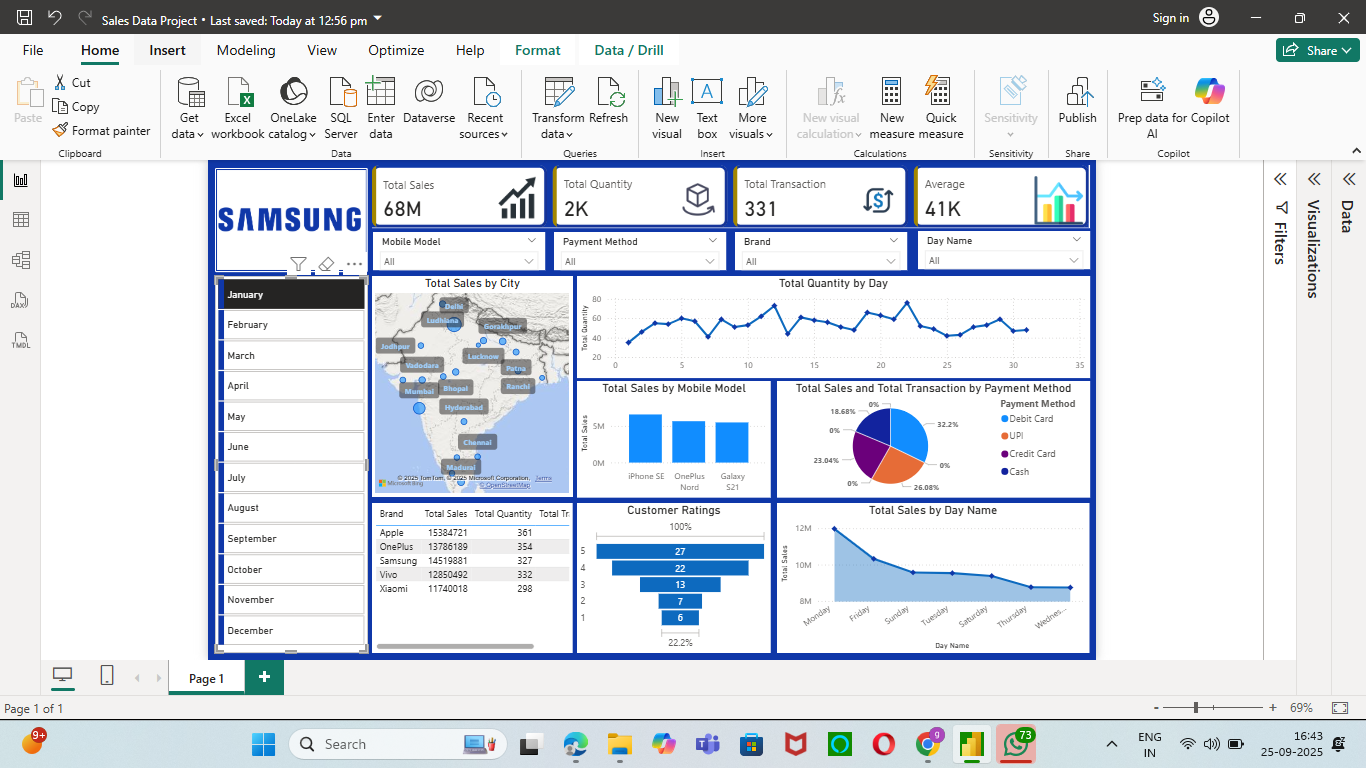 Sales Data Project • Last saved: Today at 12:56 pm
Sign in
File Home Insert Modeling View Optimize Help Format Data / Drill
Share
Paste
Cut
Copy
Format painter
Clipboard
Get data
Excel workbook
OneLake catalog
SQL Server
Enter data
Dataverse
Recent sources
Data
Transform data
Refresh
Queries
New visual
Text box
More visuals
Insert
New visual calculation
New measure
Quick measure
Calculations
Sensitivity
Sensitivity
Publish
Share
Prep data for AI
Copilot
Copilot
DAX
TMDL
SAMSUNG
Total Sales
68M
Total Quantity
2K
Total Transaction
331
Average
41K
Mobile Model
All
Payment Method
All
Brand
All
Day Name
All
January
February
March
April
May
June
July
August
September
October
November
December
Total Sales by City
Delhi
Ludhiana
Gorakhpur
Jodhpur
Lucknow
Vadodara
Patna
Mumbai
Bhopal
Ranchi
Hyderabad
Chennai
Madurai
© 2025 TomTom, © 2025 Microsoft Corporation, Terms
Microsoft Bing
© OpenStreetMap
Total Quantity by Day
Total Quantity
80
60
40
20
0 5 10 15 20 25 30 35
Total Sales by Mobile Model
Total Sales
5M
0M
iPhone SE
OnePlus Nord
Galaxy S21
Total Sales and Total Transaction by Payment Method
0%
18.68%
32.2%
0%
23.04%
0%
0%
26.08%
Payment Method
Debit Card
UPI
Credit Card
Cash
Brand Total Sales Total Quantity Total Tr
Apple 15384721 361
OnePlus 13786189 354
Samsung 14519881 327
Vivo 12850492 332
Xiaomi 11740018 298
Customer Ratings
100%
5 27
4 22
3 13
2 7
1 6
22.2%
Total Sales by Day Name
Total Sales
12M
10M
8M
Monday Friday Sunday Tuesday Saturday Thursday Wednes...
Day Name
Filters
Visualizations
Data
Page 1
+
Page 1 of 1
- + 69%
9+
Search
9
73
ENG
IN
16:43
25-09-2025